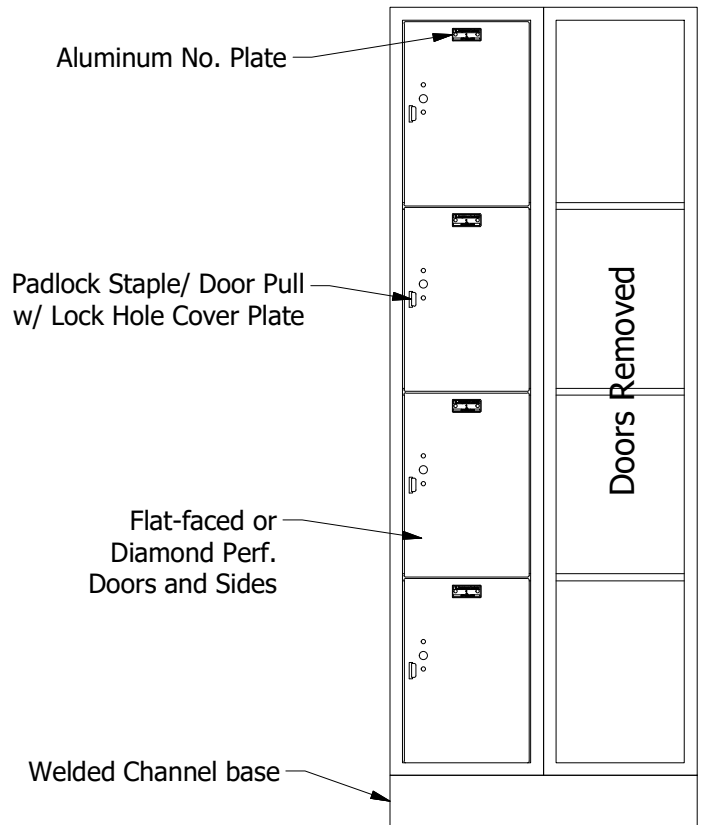 Aluminum No. Plate
Padlock Staple/ Door Pull
w/ Lock Hole Cover Plate
Doors Removed
Flat-faced or
Diamond Perf.
Doors and Sides
Welded Channel base